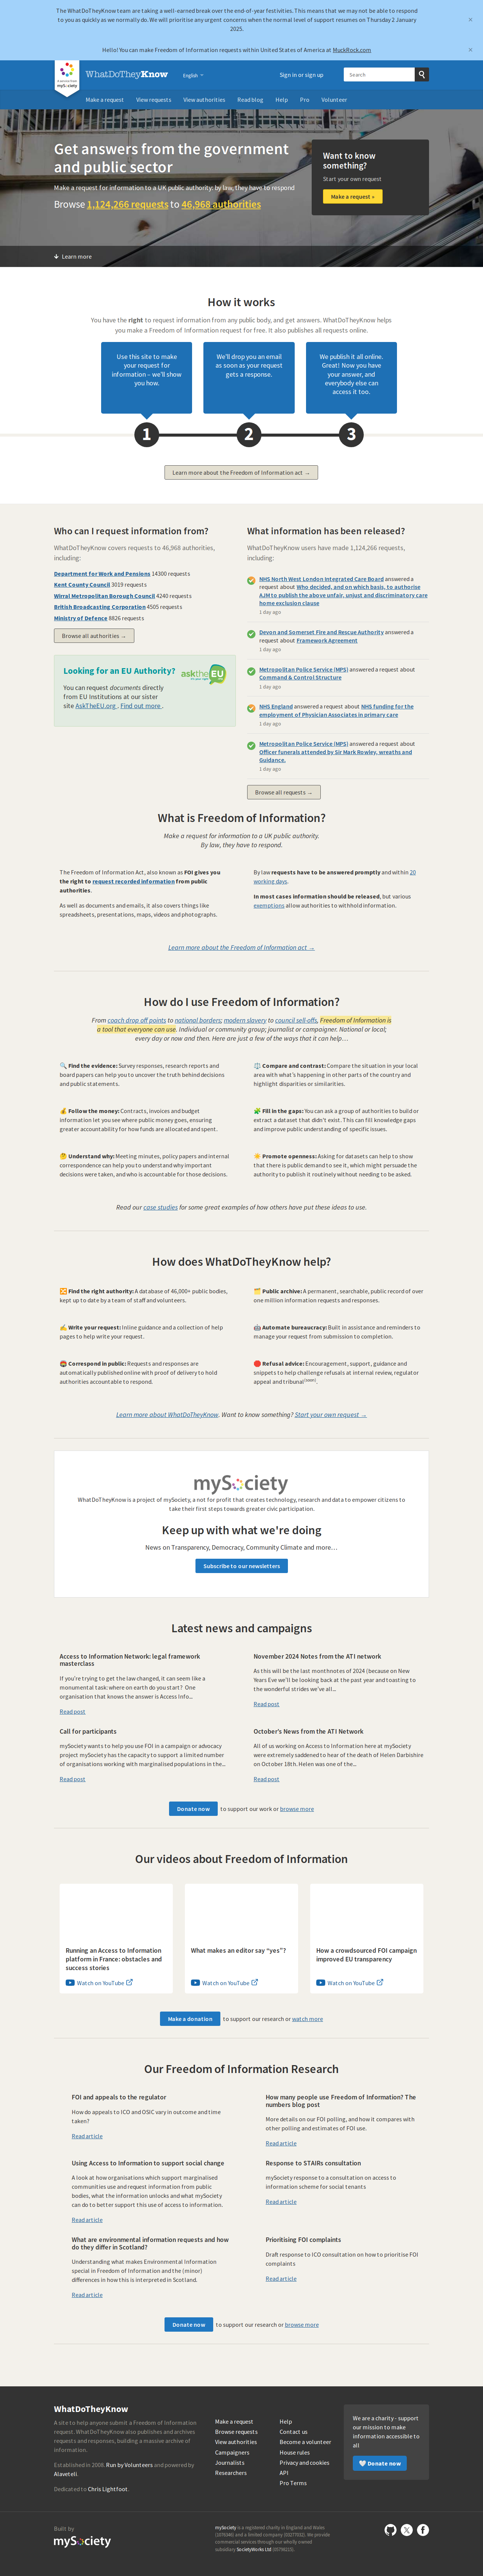 The WhatDoTheyKnow team are taking a well-earned break over the end-of-year festivities. This means that we may not be able to respond
to you as quickly as we normally do. We will prioritise any urgent concerns while the normal level of support resumes on Thursday 2 January
2025.
×
Hello! You can make Freedom of Information requests within United States of America at MuckRock.com
×
WhatDoTheyKnow
English
Sign in or sign up
Search
Make a request
View requests
View authorities
Read blog
Help
Pro
Volunteer
Get answers from the government
and public sector
Make a request for information to a UK public authority: by law, they have to respond
Browse 1,124,266 requests to 46,968 authorities
Want to know
something?
Start your own request
Make a request »
Learn more
How it works
You have the right to request information from any public body, and get answers. WhatDoTheyKnow helps
you make a Freedom of Information request for free. It also publishes all requests online.
Use this site to make
your request for
information – we'll show
you how.
We'll drop you an email
as soon as your request
gets a response.
We publish it all online.
Great! Now you have
your answer, and
everybody else can
access it too.
1
2
3
Learn more about the Freedom of Information act →
Who can I request information from?
WhatDoTheyKnow covers requests to 46,968 authorities,
including:
Department for Work and Pensions 14300 requests
Kent County Council 3019 requests
Wirral Metropolitan Borough Council 4240 requests
British Broadcasting Corporation 4505 requests
Ministry of Defence 8826 requests
Browse all authorities →
Looking for an EU Authority?
asktheEU
You can request documents directly
from EU Institutions at our sister
site AskTheEU.org . Find out more .
What information has been released?
WhatDoTheyKnow users have made 1,124,266 requests,
including:
NHS North West London Integrated Care Board answered a
request about Who decided, and on which basis, to authorise
AJM to publish the above unfair, unjust and discriminatory care
home exclusion clause
1 day ago
Devon and Somerset Fire and Rescue Authority answered a
request about Framework Agreement
1 day ago
Metropolitan Police Service (MPS) answered a request about
Command & Control Structure
1 day ago
NHS England answered a request about NHS funding for the
employment of Physician Associates in primary care
1 day ago
Metropolitan Police Service (MPS) answered a request about
Officer funerals attended by Sir Mark Rowley, wreaths and
Guidance.
1 day ago
Browse all requests →
What is Freedom of Information?
Make a request for information to a UK public authority.
By law, they have to respond.
The Freedom of Information Act, also known as FOI gives you
the right to request recorded information from public
authorities.
As well as documents and emails, it also covers things like
spreadsheets, presentations, maps, videos and photographs.
By law requests have to be answered promptly and within 20
working days.
In most cases information should be released, but various
exemptions allow authorities to withhold information.
Learn more about the Freedom of Information act →
How do I use Freedom of Information?
From coach drop off points to national borders; modern slavery to council sell-offs, Freedom of Information is
a tool that everyone can use. Individual or community group; journalist or campaigner. National or local;
every day or now and then. Here are just a few of the ways that it can help…
🔍 Find the evidence: Survey responses, research reports and
board papers can help you to uncover the truth behind decisions
and public statements.
⚖️ Compare and contrast: Compare the situation in your local
area with what's happening in other parts of the country and
highlight disparities or similarities.
💰 Follow the money: Contracts, invoices and budget
information let you see where public money goes, ensuring
greater accountability for how funds are allocated and spent.
🧩 Fill in the gaps: You can ask a group of authorities to build or
extract a dataset that didn't exist. This can fill knowledge gaps
and improve public understanding of specific issues.
🤔 Understand why: Meeting minutes, policy papers and internal
correspondence can help you to understand why important
decisions were taken, and who is accountable for those decisions.
☀️ Promote openness: Asking for datasets can help to show
that there is public demand to see it, which might persuade the
authority to publish it routinely without needing to be asked.
Read our case studies for some great examples of how others have put these ideas to use.
How does WhatDoTheyKnow help?
🔀 Find the right authority: A database of 46,000+ public bodies,
kept up to date by a team of staff and volunteers.
🗂️ Public archive: A permanent, searchable, public record of over
one million information requests and responses.
✍️ Write your request: Inline guidance and a collection of help
pages to help write your request.
🤖 Automate bureaucracy: Built in assistance and reminders to
manage your request from submission to completion.
📮 Correspond in public: Requests and responses are
automatically published online with proof of delivery to hold
authorities accountable to respond.
🛑 Refusal advice: Encouragement, support, guidance and
snippets to help challenge refusals at internal review, regulator
appeal and tribunal(soon).
Learn more about WhatDoTheyKnow. Want to know something? Start your own request →
mySociety
WhatDoTheyKnow is a project of mySociety, a not for profit that creates technology, research and data to empower citizens to
take their first steps towards greater civic participation.
Keep up with what we're doing
News on Transparency, Democracy, Community Climate and more…
Subscribe to our newsletters
Latest news and campaigns
Access to Information Network: legal framework
masterclass
If you're trying to get the law changed, it can seem like a
monumental task: where on earth do you start? One
organisation that knows the answer is Access Info...
Read post
November 2024 Notes from the ATI network
As this will be the last monthnotes of 2024 (because on New
Years Eve we'll be looking back at the past year and toasting to
the wonderful strides we've all...
Read post
Call for participants
mySociety wants to help you use FOI in a campaign or advocacy
project mySociety has the capacity to support a limited number
of organisations working with marginalised populations in the...
Read post
October's News from the ATI Network
All of us working on Access to Information here at mySociety
were extremely saddened to hear of the death of Helen Darbishire
on October 18th. Helen was one of the...
Read post
Donate now to support our work or browse more
Our videos about Freedom of Information
Running an Access to Information
platform in France: obstacles and
success stories
Watch on YouTube
What makes an editor say "yes"?
Watch on YouTube
How a crowdsourced FOI campaign
improved EU transparency
Watch on YouTube
Make a donation to support our research or watch more
Our Freedom of Information Research
FOI and appeals to the regulator
How do appeals to ICO and OSIC vary in outcome and time
taken?
Read article
How many people use Freedom of Information? The
numbers blog post
More details on our FOI polling, and how it compares with
other polling and estimates of FOI use.
Read article
Using Access to Information to support social change
A look at how organisations which support marginalised
communities use and request information from public
bodies, what the information unlocks and what mySociety
can do to better support this use of access to information.
Read article
Response to STAIRs consultation
mySociety response to a consultation on access to
information scheme for social tenants
Read article
What are environmental information requests and how
do they differ in Scotland?
Understanding what makes Environmental Information
special in Freedom of Information and the (minor)
differences in how this is interpreted in Scotland.
Read article
Prioritising FOI complaints
Draft response to ICO consultation on how to prioritise FOI
complaints
Read article
Donate now to support our research or browse more
WhatDoTheyKnow
A site to help anyone submit a Freedom of Information
request. WhatDoTheyKnow also publishes and archives
requests and responses, building a massive archive of
information.
Established in 2008. Run by Volunteers and powered by
Alaveteli.
Dedicated to Chris Lightfoot.
Make a request
Browse requests
View authorities
Campaigners
Journalists
Researchers
Help
Contact us
Become a volunteer
House rules
Privacy and cookies
API
Pro Terms
We are a charity - support
our mission to make
information accessible to
all
Donate now
Built by
mySociety
mySociety is a registered charity in England and Wales
(1076346) and a limited company (03277032). We provide
commercial services through our wholly owned
subsidiary SocietyWorks Ltd (05798215).